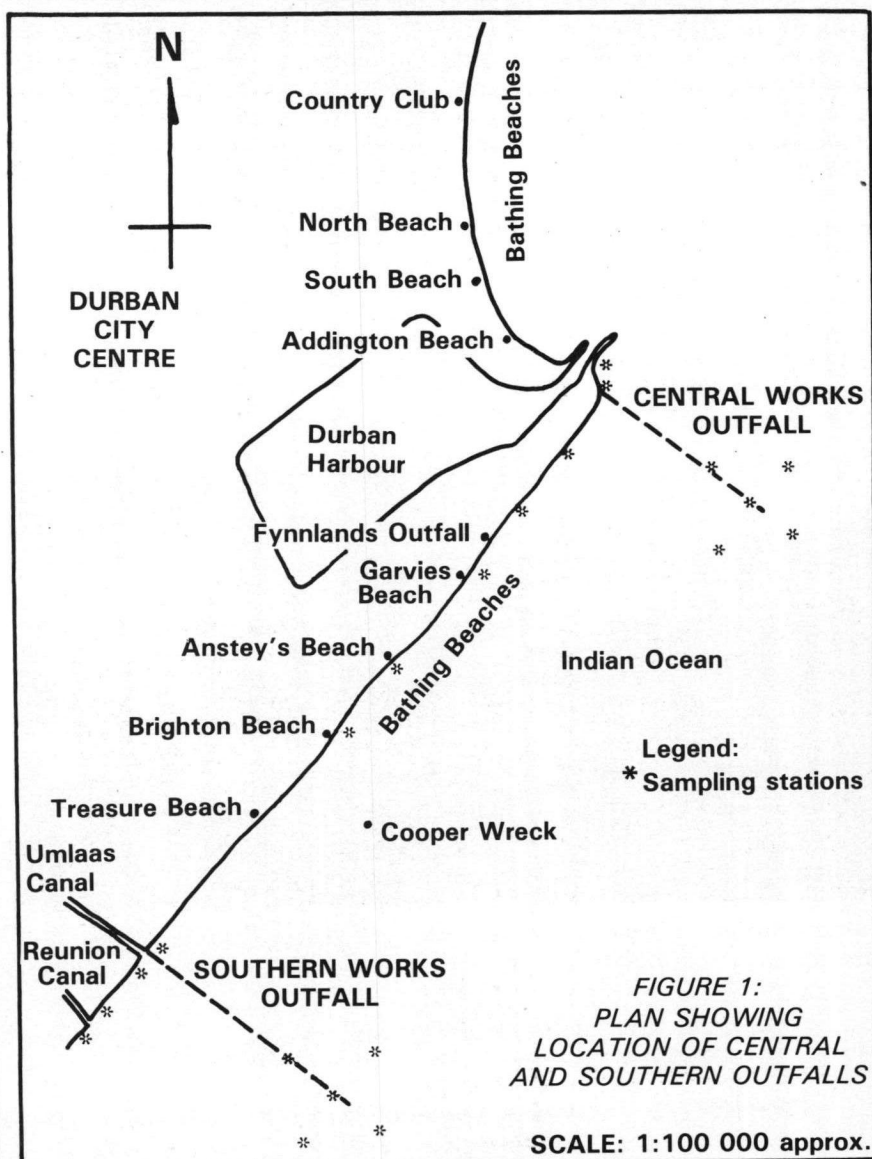 N
Country Club
Bathing Beaches
North Beach
South Beach
DURBAN
CITY
CENTRE
Addington Beach
CENTRAL WORKS
OUTFALL
Durban
Harbour
Fynnlands Outfall
Garvies
Beach
Bathing Beaches
Anstey's Beach
Indian Ocean
Brighton Beach
Legend:
* Sampling stations
Treasure Beach
Cooper Wreck
Umlaas
Canal
Reunion
Canal
SOUTHERN WORKS
OUTFALL
FIGURE 1:
PLAN SHOWING
LOCATION OF CENTRAL
AND SOUTHERN OUTFALLS
SCALE: 1:100 000 approx.